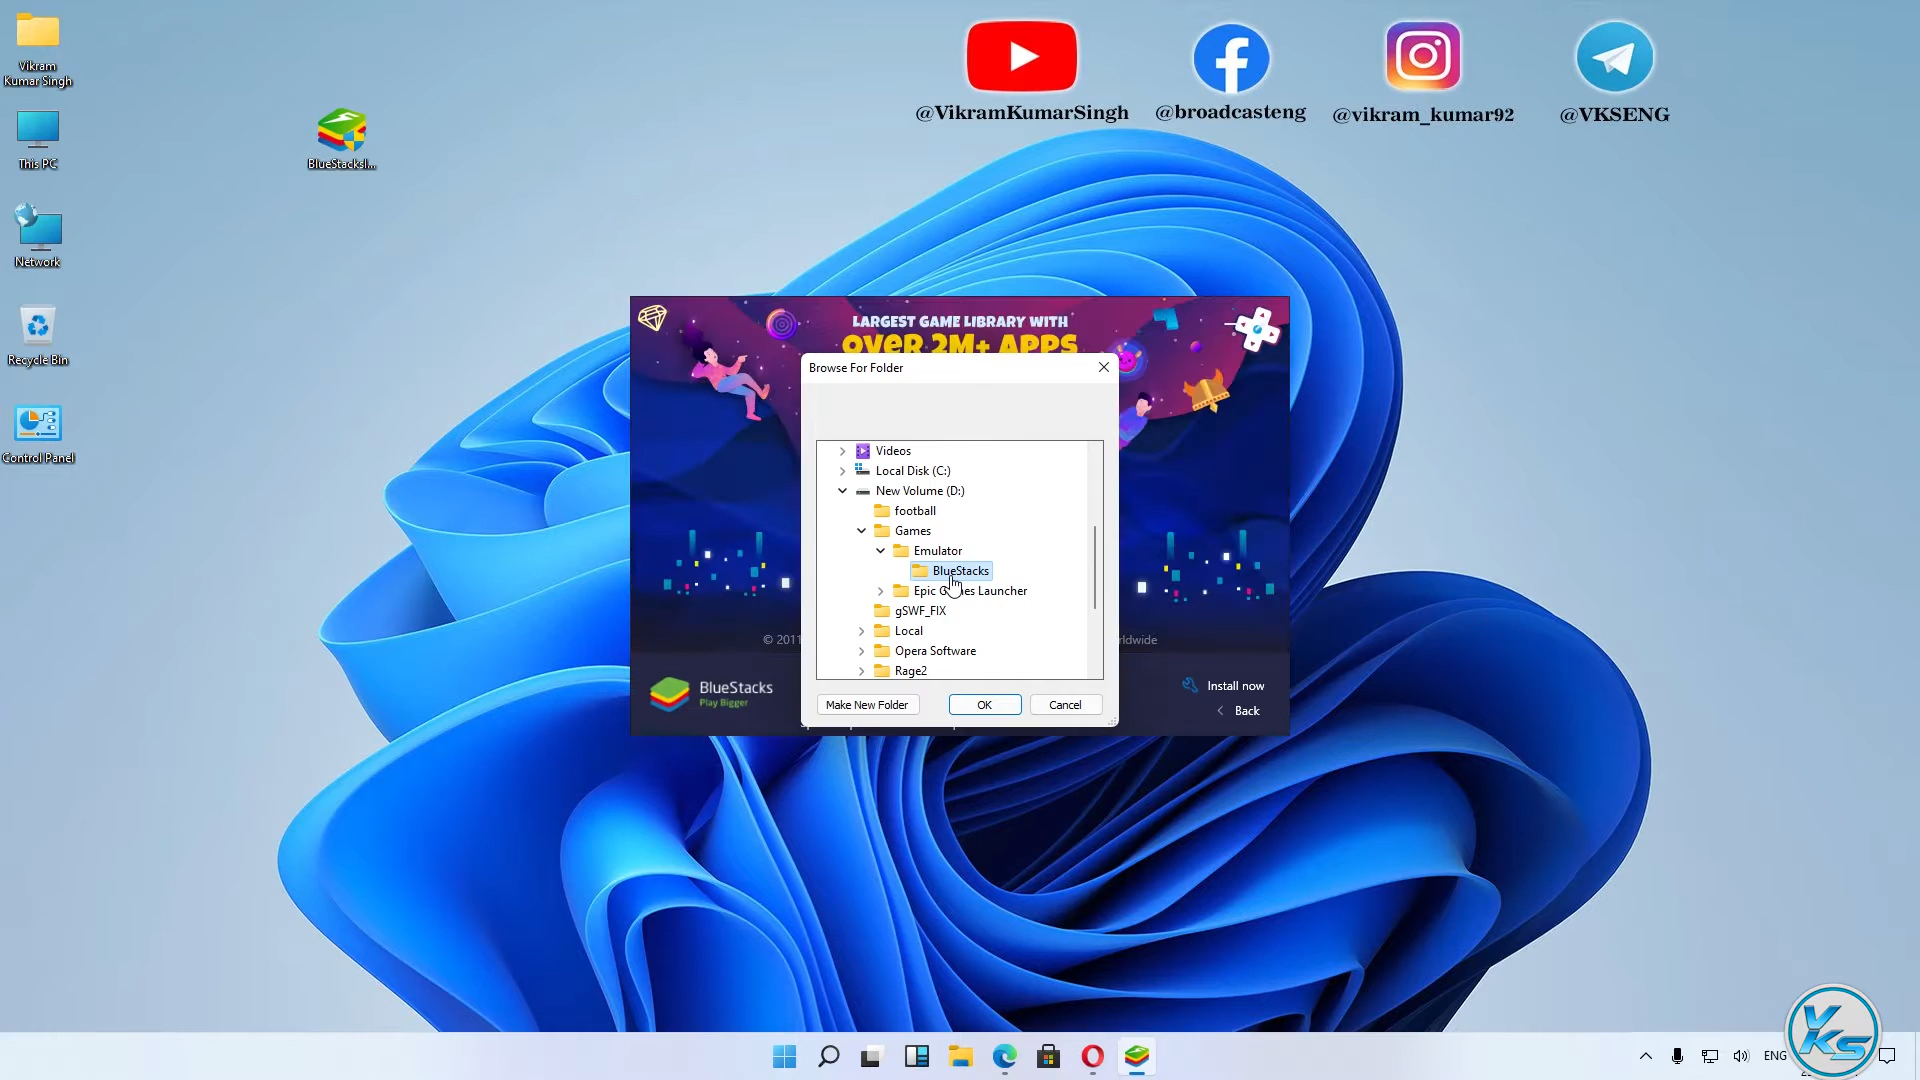 Vikram
Kumar Singh
This PC
Network
Recycle Bin
Control Panel
BlueStacksI...
@VikramKumarSingh
@broadcasteng
@vikram_kumar92
@VKSENG
LARGEST GAME LIBRARY WITH
OVER 2M+ APPS
Browse For Folder
Videos
Local Disk (C:)
New Volume (D:)
football
Games
Emulator
BlueStacks
Epic Games Launcher
gSWF_FIX
Local
Opera Software
Rage2
Make New Folder
OK
Cancel
© 2011
BlueStacks
Play Bigger
Install now
Back
ENG
VKS